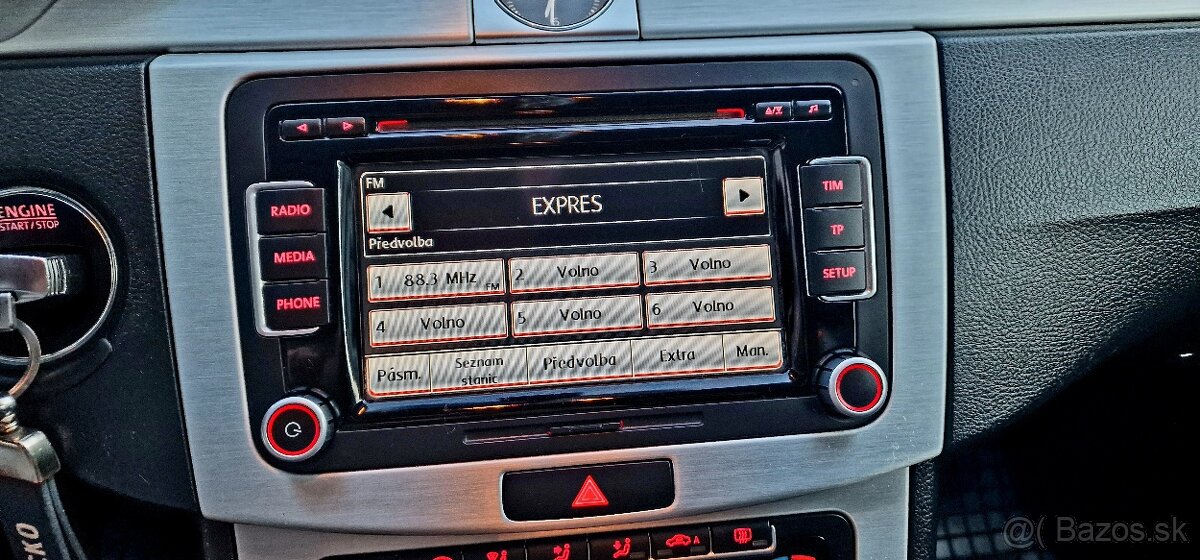 ENGINE
START/STOP
RADIO
MEDIA
PHONE
TIM
TP
SETUP
FM
EXPRES
Předvolba
1 88.3 MHz FM
2 Volno
3 Volno
4 Volno
5 Volno
6 Volno
Pásm.
Seznam
stanic
Předvolba
Extra
Man.
A
@( Bazos.sk